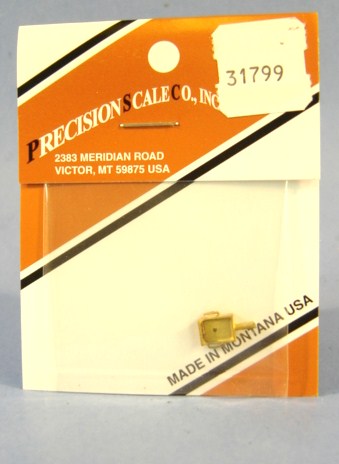 31799
PRECISION SCALE CO., INC
2383 MERIDIAN ROAD
VICTOR, MT 59875 USA
MADE IN MONTANA USA